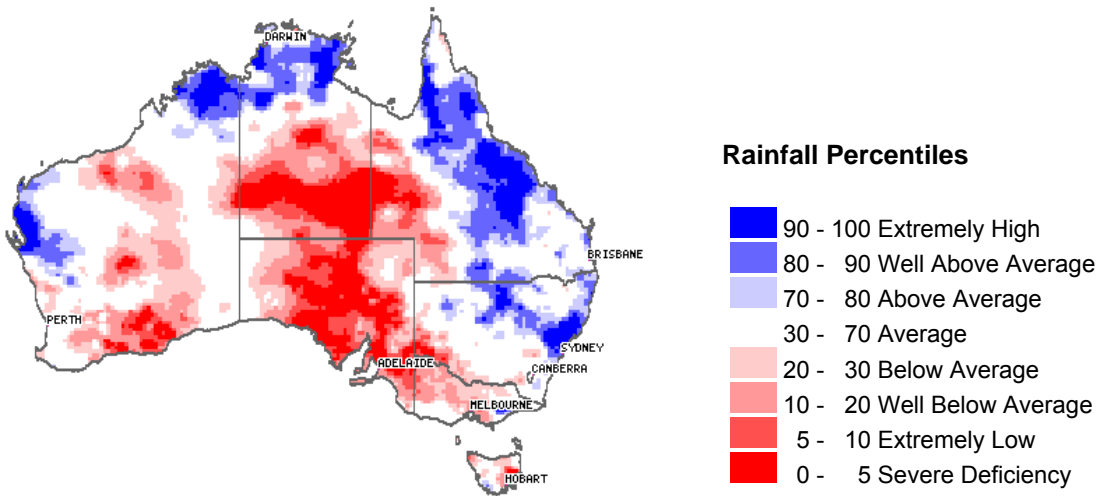 DARWIN
BRISBANE
PERTH
SYDNEY
ADELAIDE
CANBERRA
MELBOURNE
HOBART
Rainfall Percentiles
90 - 100 Extremely High
80 - 90 Well Above Average
70 - 80 Above Average
30 - 70 Average
20 - 30 Below Average
10 - 20 Well Below Average
5 - 10 Extremely Low
0 - 5 Severe Deficiency